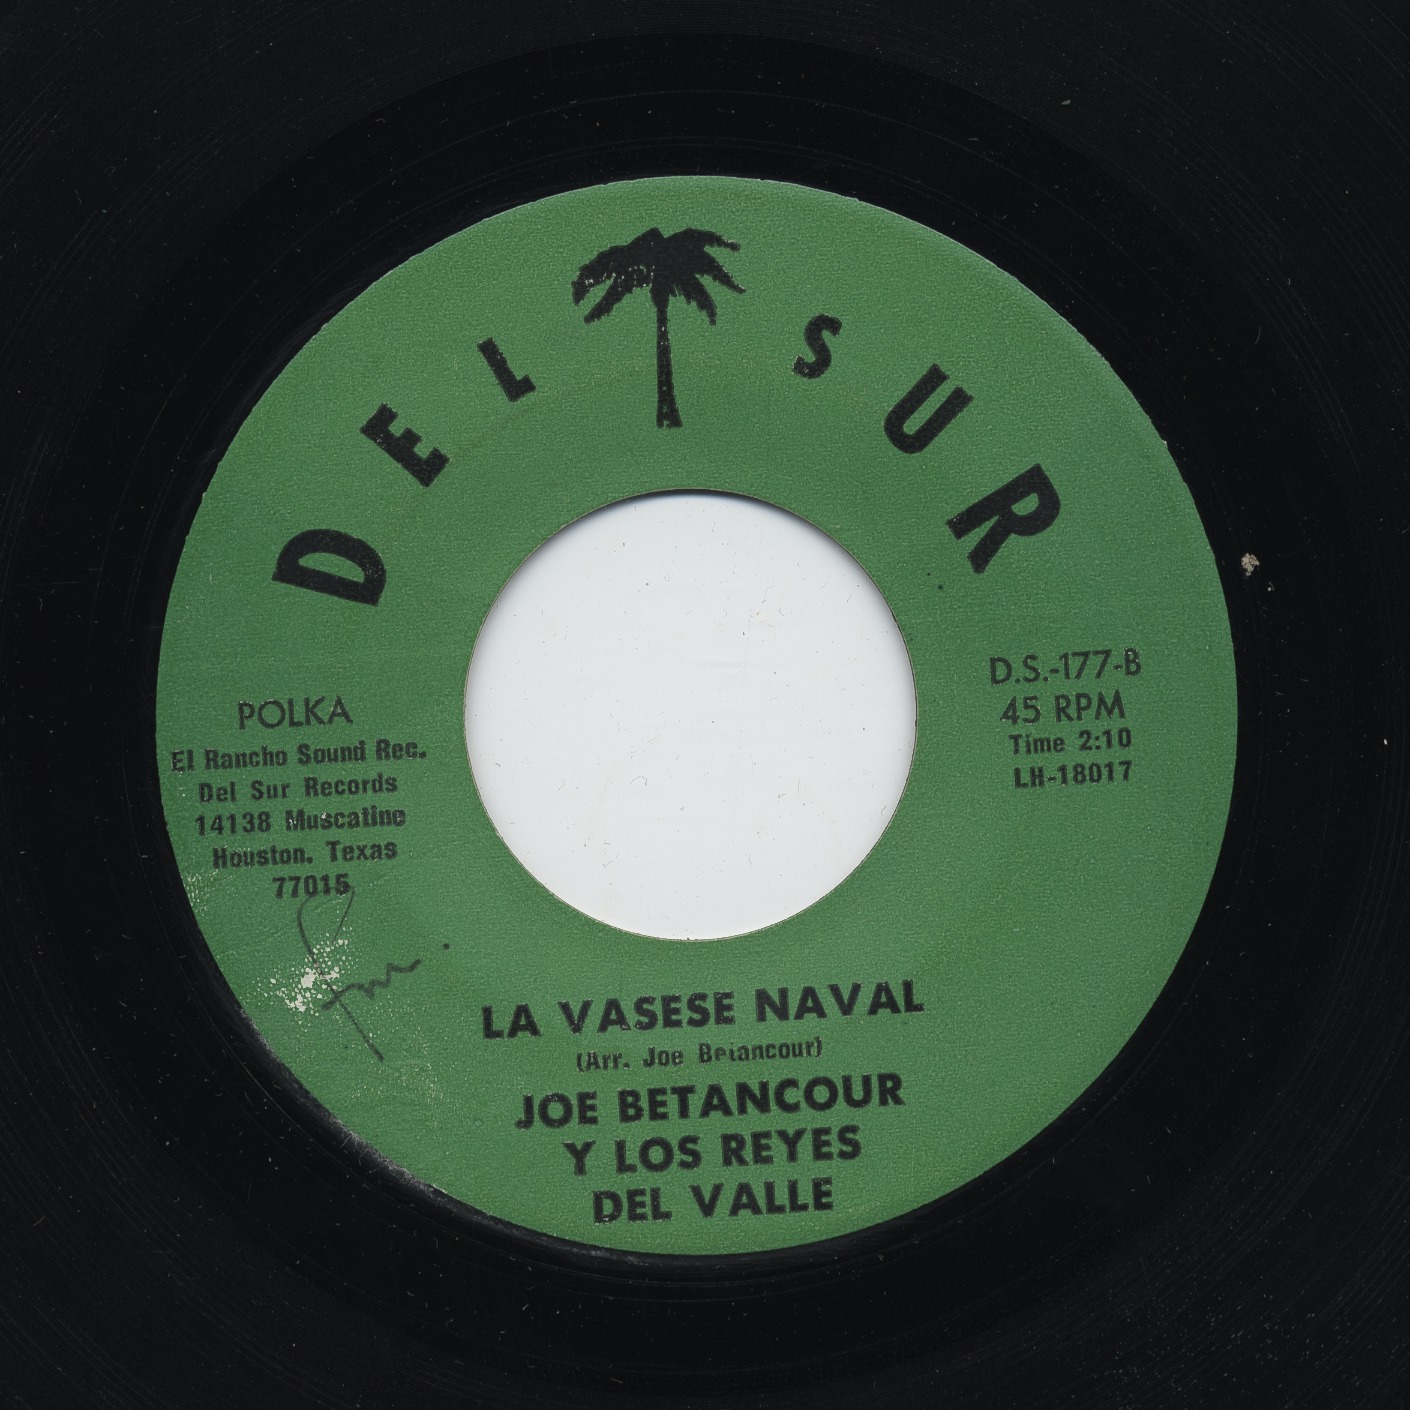 DEL SUR
POLKA
El Rancho Sound Rec.
Del Sur Records
14138 Muscatine
Houston, Texas
77015
D.S.-177-B
45 RPM
Time 2:10
LH-18017
LA VASESE NAVAL
(Arr. Joe Betancour)
JOE BETANCOUR
Y LOS REYES
DEL VALLE